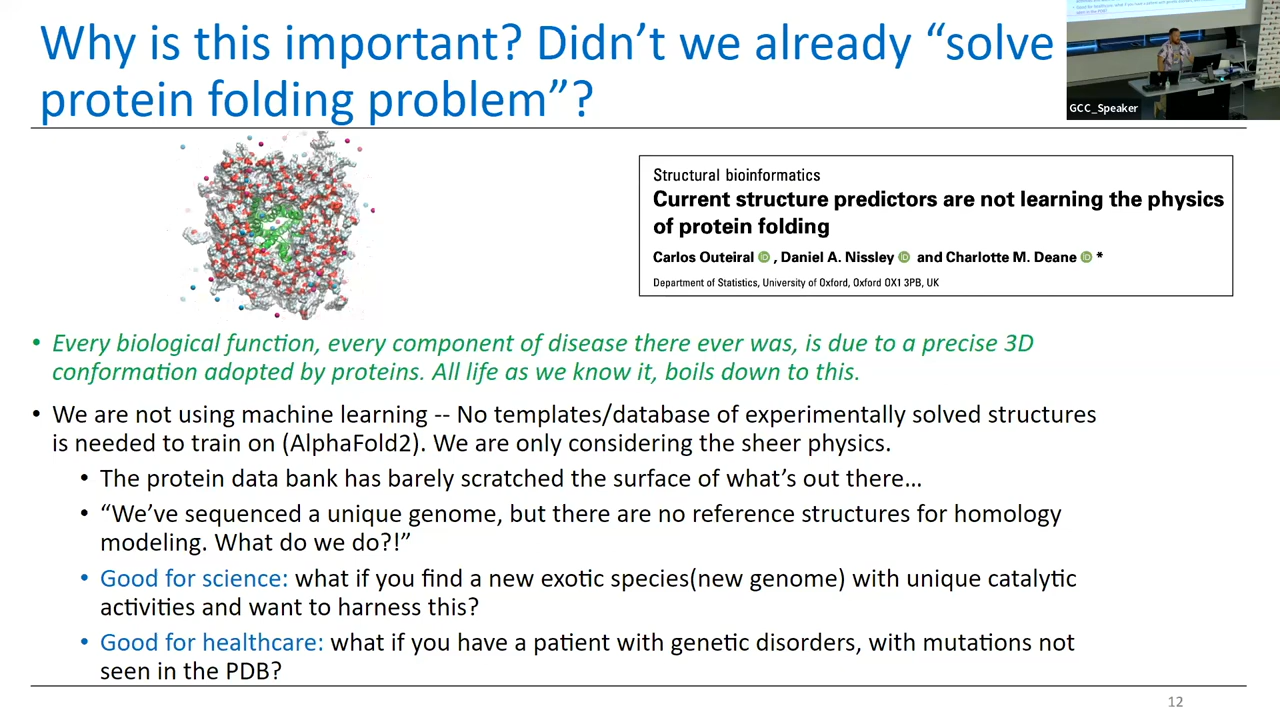 Why is this important? Didn’t we already “solve
protein folding problem”?
GCC_Speaker
Structural bioinformatics
Current structure predictors are not learning the physics
of protein folding
Carlos Outeiral iD , Daniel A. Nissley iD and Charlotte M. Deane iD *
Department of Statistics, University of Oxford, Oxford OX1 3PB, UK
• Every biological function, every component of disease there ever was, is due to a precise 3D
conformation adopted by proteins. All life as we know it, boils down to this.
• We are not using machine learning -- No templates/database of experimentally solved structures
is needed to train on (AlphaFold2). We are only considering the sheer physics.
• The protein data bank has barely scratched the surface of what’s out there…
• “We’ve sequenced a unique genome, but there are no reference structures for homology
modeling. What do we do?!”
• Good for science: what if you find a new exotic species(new genome) with unique catalytic
activities and want to harness this?
• Good for healthcare: what if you have a patient with genetic disorders, with mutations not
seen in the PDB?
12